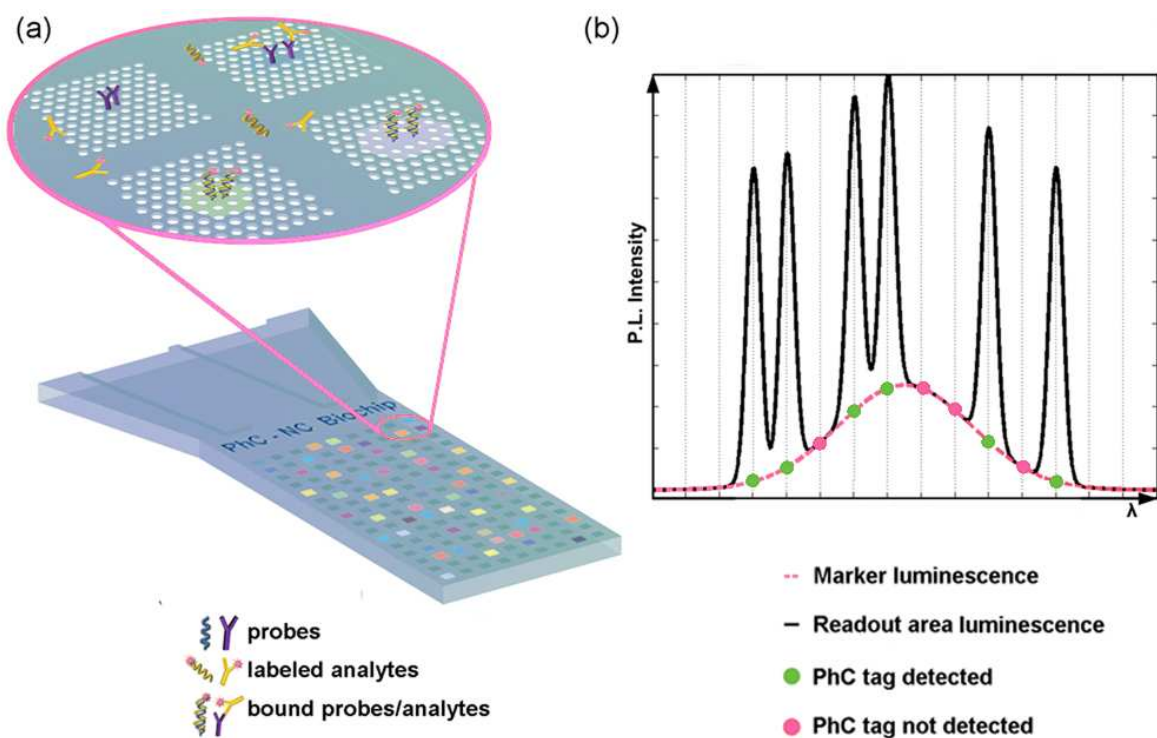 (a)
(b)
PhC - NC Biochip
P.L. Intensity
λ
probes
labeled analytes
bound probes/analytes
Marker luminescence
Readout area luminescence
PhC tag detected
PhC tag not detected